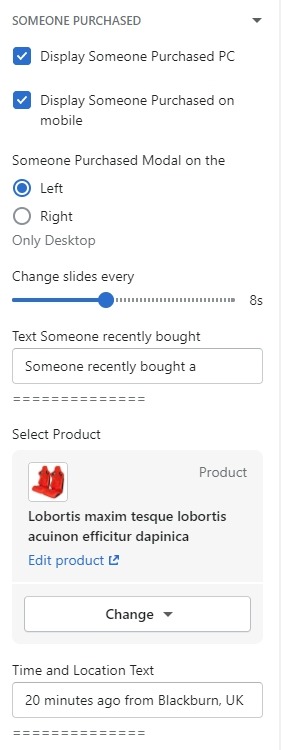 SOMEONE PURCHASED
Display Someone Purchased PC
Display Someone Purchased on
mobile
Someone Purchased Modal on the
Left
Right
Only Desktop
Change slides every
8s
Text Someone recently bought
Someone recently bought a
==============
Select Product
Product
Lobortis maxim tesque lobortis
acuinon efficitur dapinica
Edit product
Change
Time and Location Text
20 minutes ago from Blackburn, UK
==============